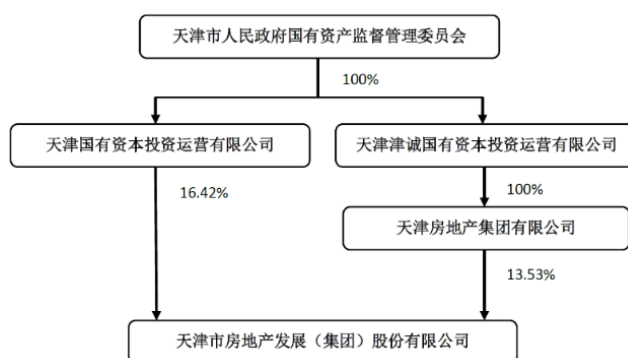 天津市人民政府国有资产监督管理委员会
100%
天津国有资本投资运营有限公司
天津津诚国有资本投资运营有限公司
16.42%
100%
天津房地产集团有限公司
13.53%
天津市房地产发展（集团）股份有限公司